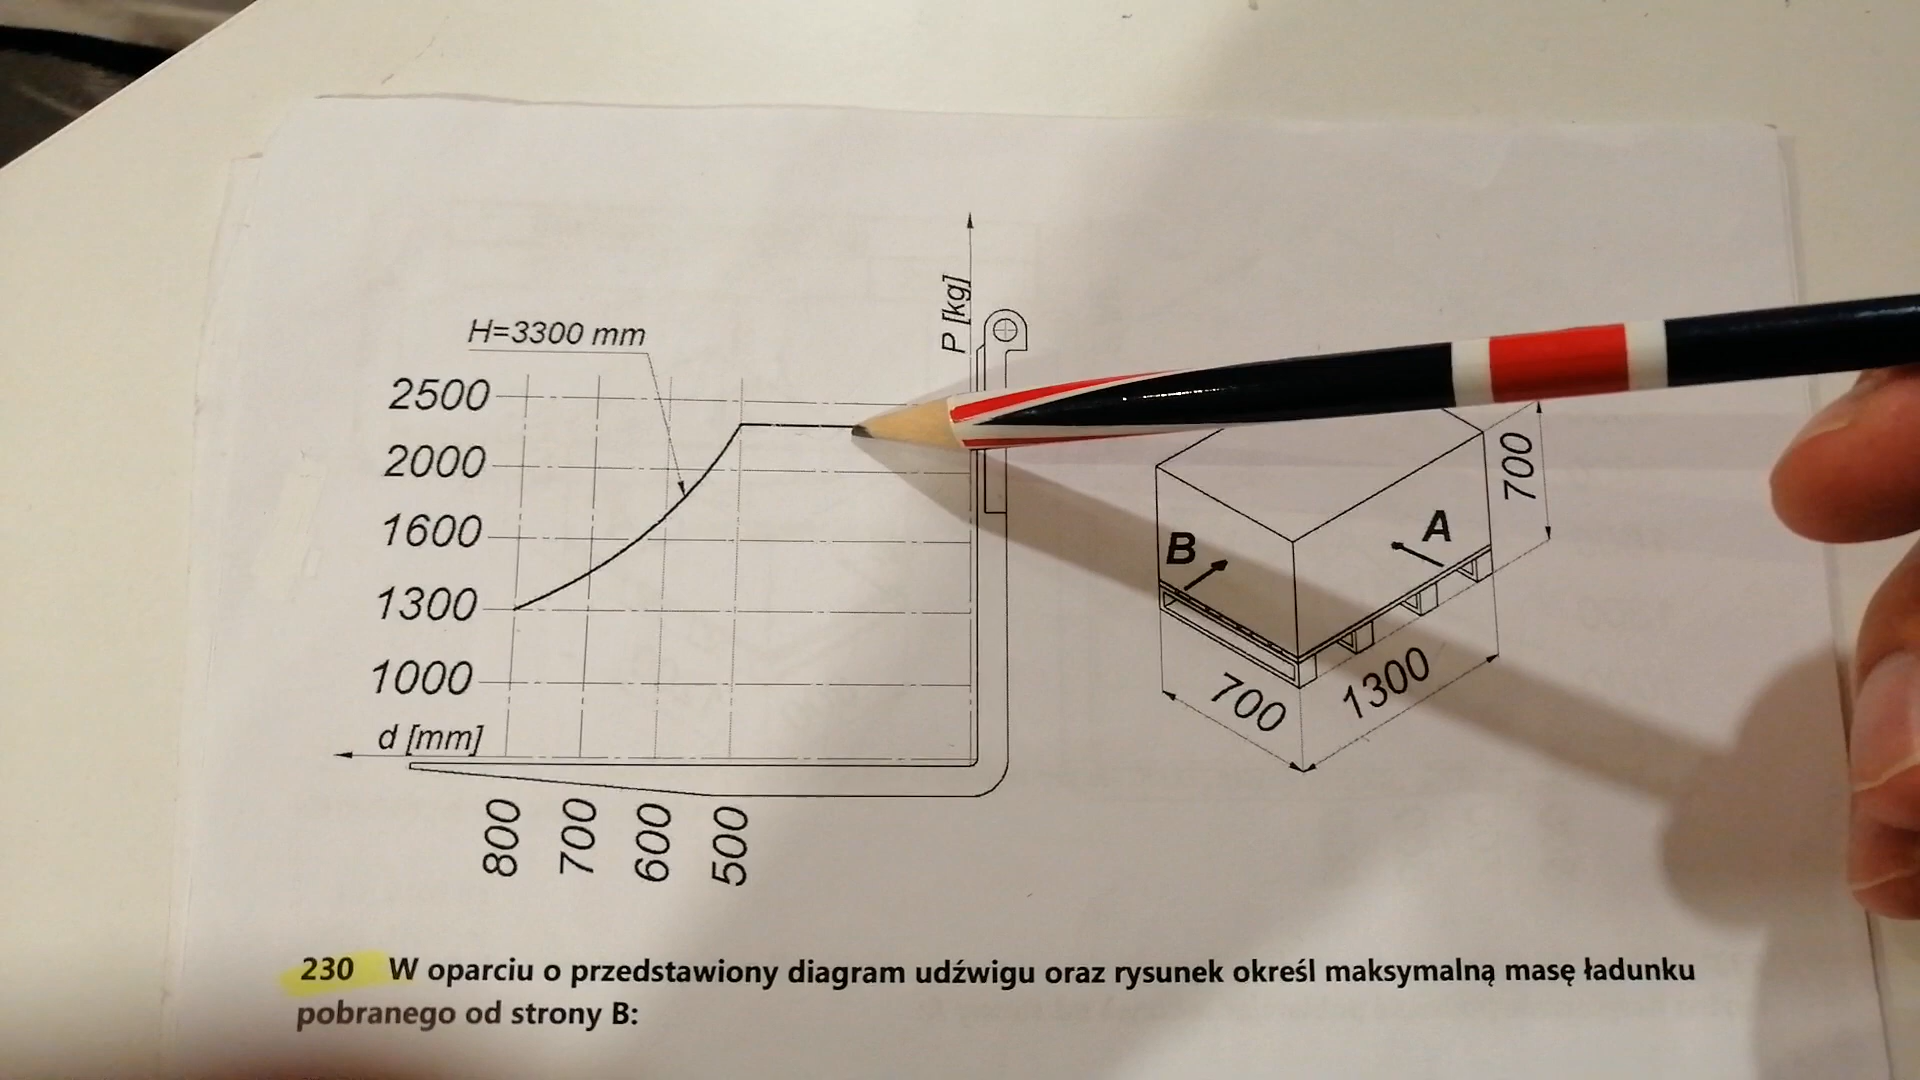 P [kg]
H=3300 mm
2500
2000
1600
1300
1000
d [mm]
800
700
600
500
700
A
B
700
1300
230 W oparciu o przedstawiony diagram udźwigu oraz rysunek określ maksymalną masę ładunku
pobranego od strony B: